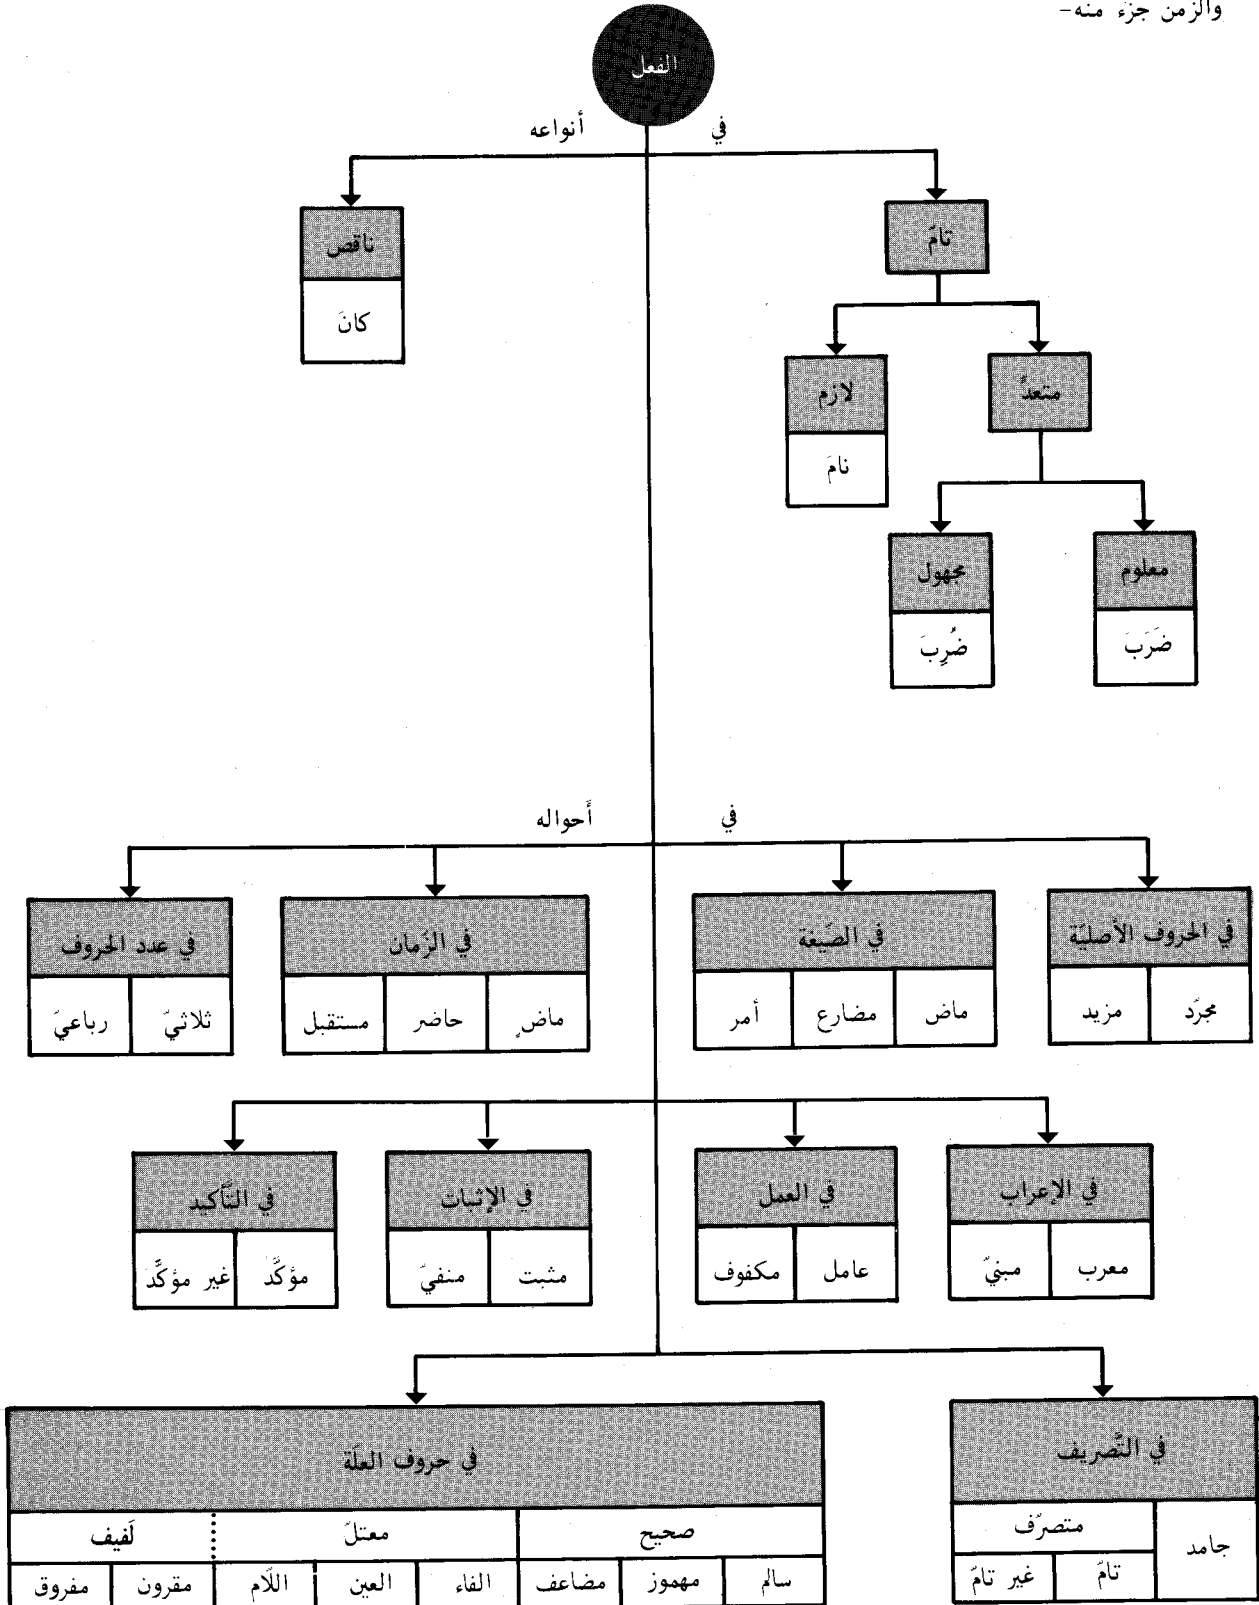 والزمن جزء منه-
الفعل
في أنواعه
تامّ ناقص
كانَ
متعدٍّ لازم
نامَ
معلوم مجهول
ضَرَبَ ضُرِبَ
في أحواله
في الحروف الأصليّة في الصّيغة في الزّمان في عدد الحروف
مجرّد مزيد ماض مضارع أمر ماضٍ حاضر مستقبل ثلاثيّ رباعيّ
في الإعراب في العمل في الإثبات في التّأكيد
معرب مبنيّ عامل مكفوف مثبت منفيّ مؤكَّد غير مؤكَّد
في التّصريف في حروف العلّة
جامد متصرّف صحيح معتلّ لَفيف
تامّ غير تامّ سالم مهموز مضاعف الفاء العين اللّام مقرون مفروق